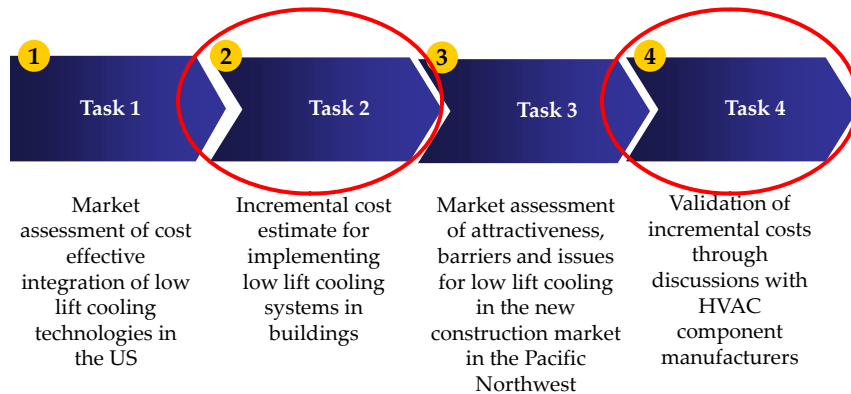 1
Task 1
Market
assessment of cost
effective
integration of low
lift cooling
technologies in
the US
2
Task 2
Incremental cost
estimate for
implementing
low lift cooling
systems in
buildings
3
Task 3
Market assessment
of attractiveness,
barriers and issues
for low lift cooling
in the new
construction market
in the Pacific
Northwest
4
Task 4
Validation of
incremental costs
through
discussions with
HVAC
component
manufacturers